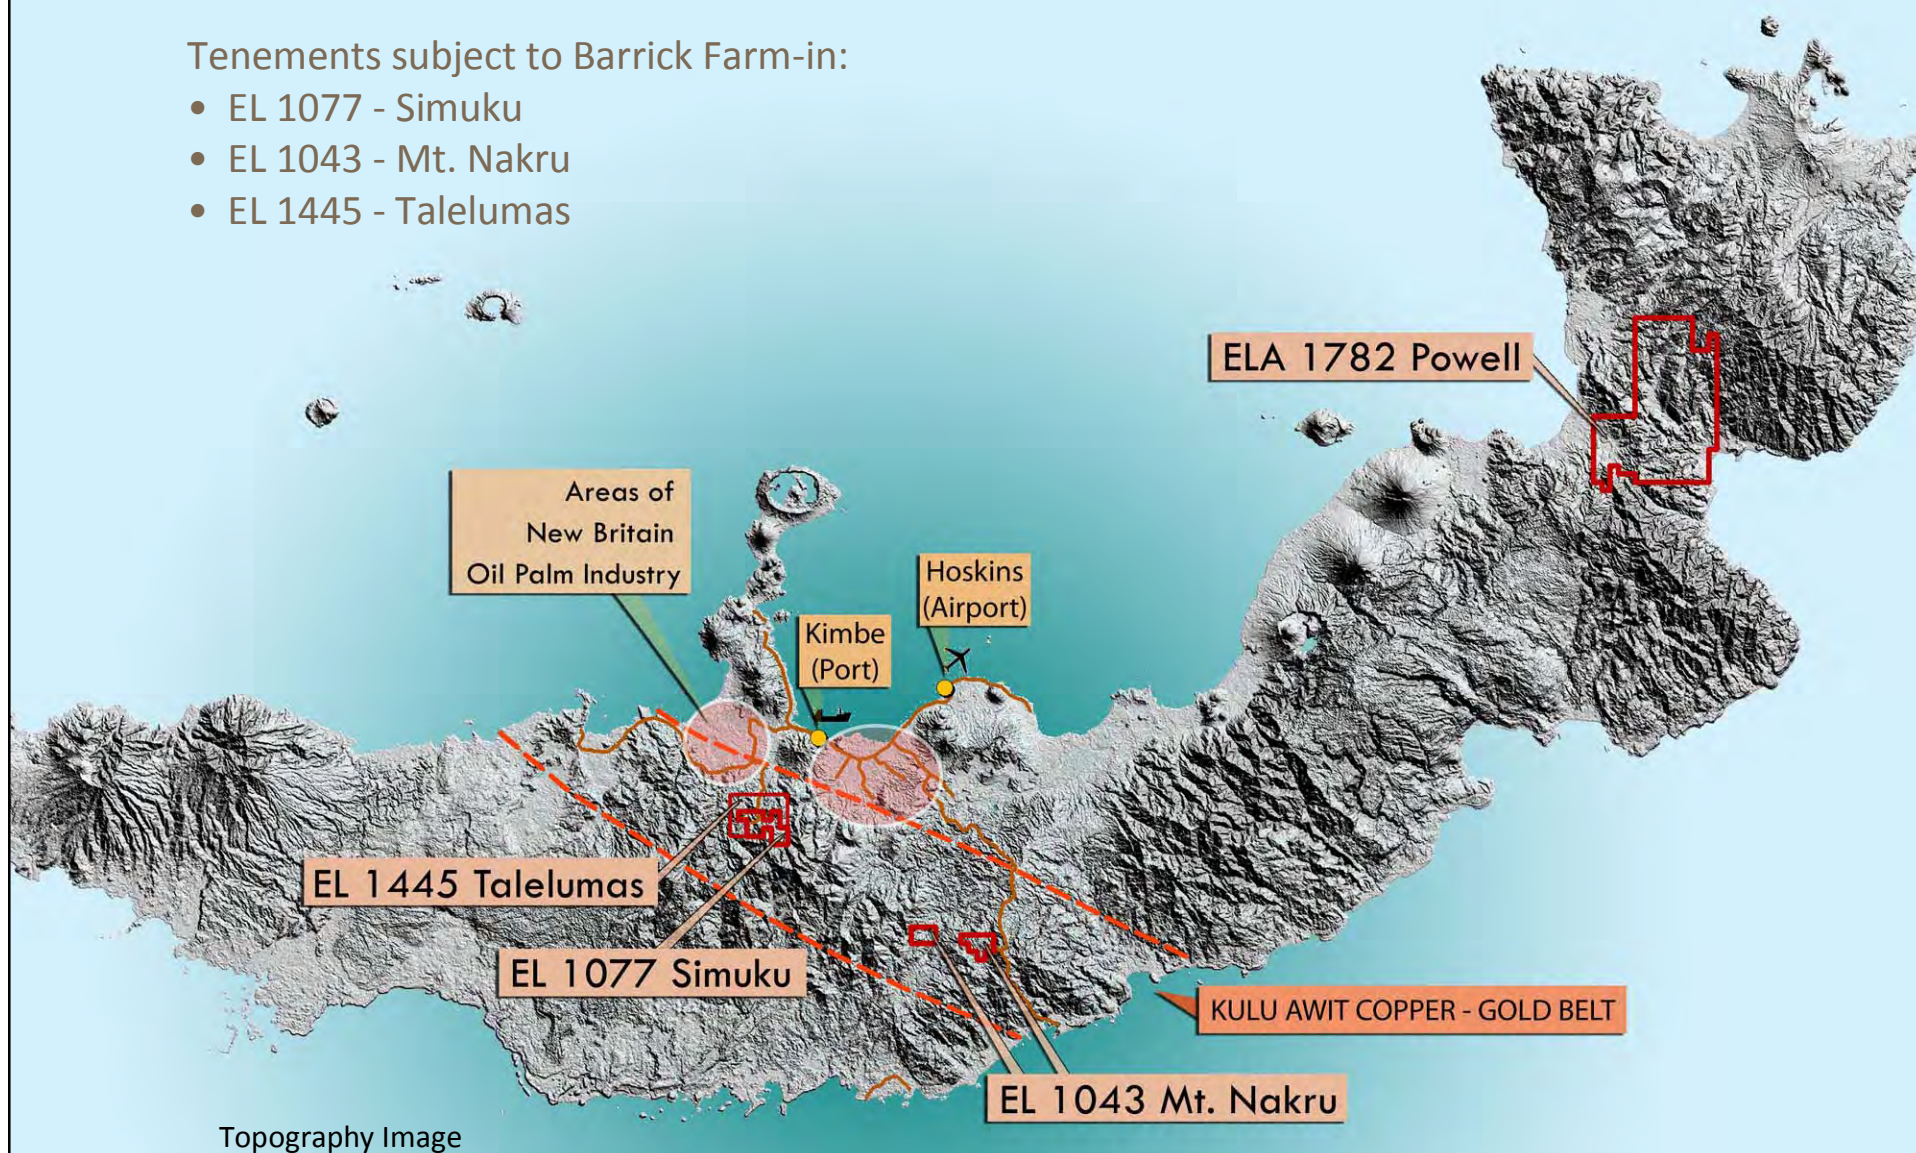 Tenements subject to Barrick Farm-in:
• EL 1077 - Simuku
• EL 1043 - Mt. Nakru
• EL 1445 - Talelumas
ELA 1782 Powell
Areas of
New Britain
Oil Palm Industry
Hoskins
(Airport)
Kimbe
(Port)
EL 1445 Talelumas
EL 1077 Simuku
KULU AWIT COPPER - GOLD BELT
EL 1043 Mt. Nakru
Topography Image